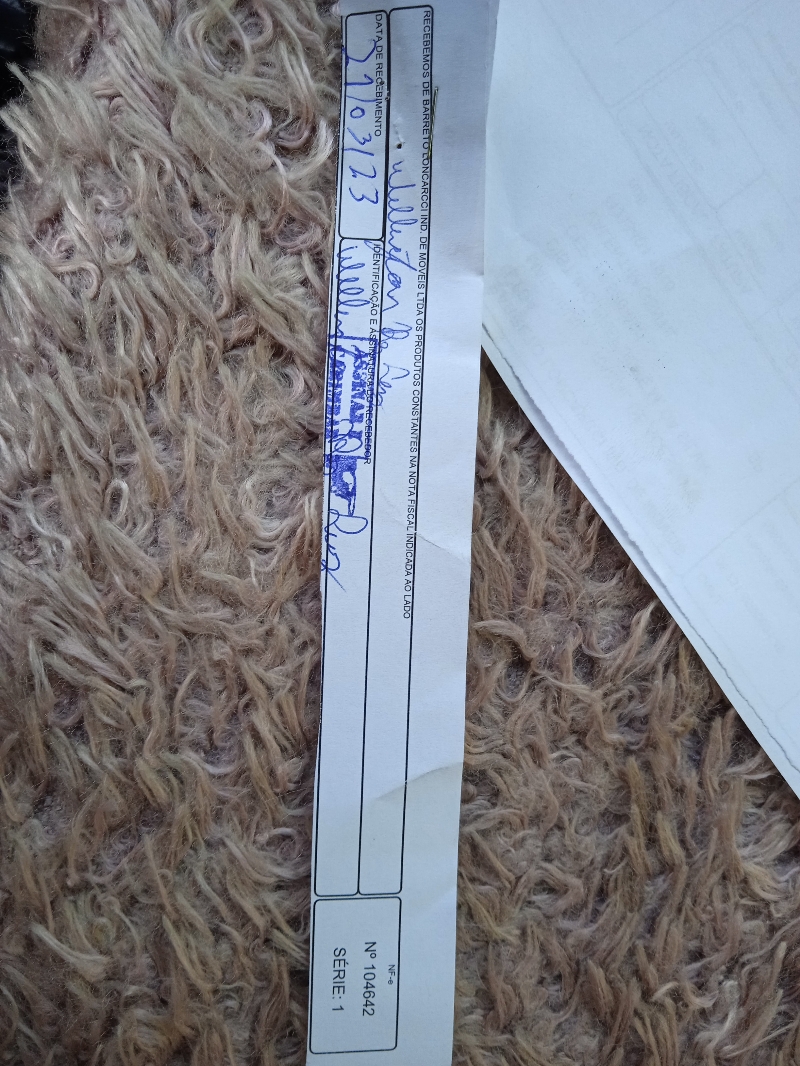 RECEBEMOS DE BARRETO LONCARCCI IND. DE MOVEIS LTDA OS PRODUTOS CONSTANTES NA NOTA FISCAL INDICADA AO LADO
DATA DE RECEBIMENTO
21/03/23
IDENTIFICAÇÃO E ASSINATURA DO RECEBEDOR
NF-e
Nº 104642
SÉRIE: 1